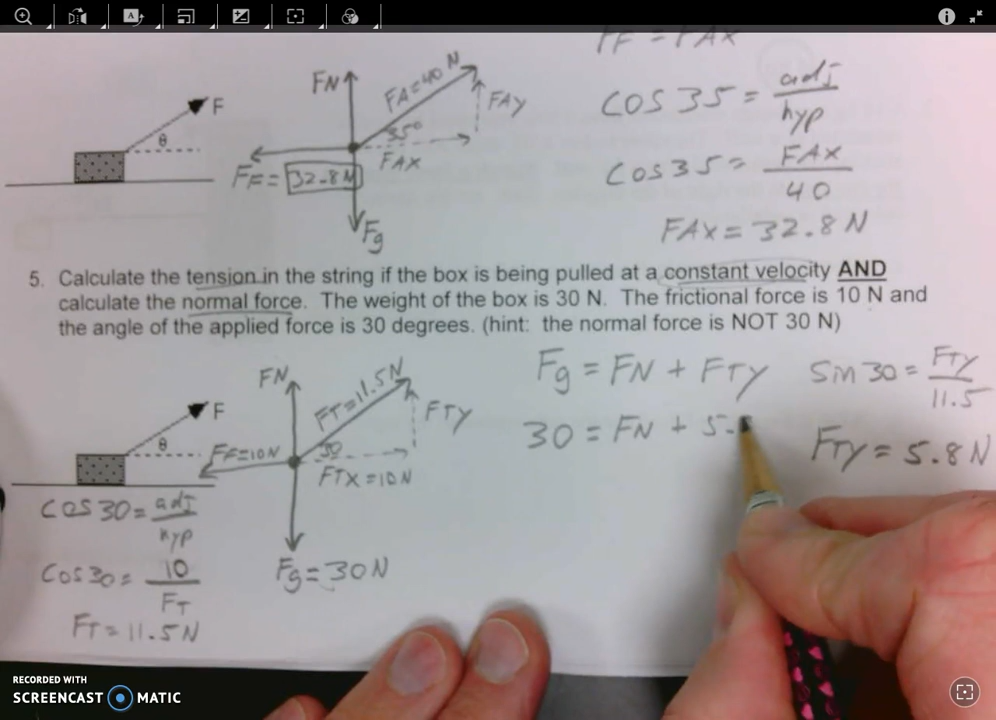 FF = FAX
FN
FA=40 N
FAY
35°
FAX
FF= 32.8N
Fg
F
θ
COS 35 = adj
hyp
COS 35 = FAX
40
FAX = 32.8 N
5. Calculate the tension in the string if the box is being pulled at a constant velocity AND
calculate the normal force. The weight of the box is 30 N. The frictional force is 10 N and
the angle of the applied force is 30 degrees. (hint: the normal force is NOT 30 N)
F
θ
FN
FT=11.5N
FTY
30
FF=10N
FTX=10N
Fg=30N
Fg = FN + FTY
30 = FN + 5.
Sin 30 = FTY
11.5
FTY = 5.8 N
COS 30 = adj
hyp
Cos 30 = 10
FT
FT = 11.5N
RECORDED WITH
SCREENCAST MATIC